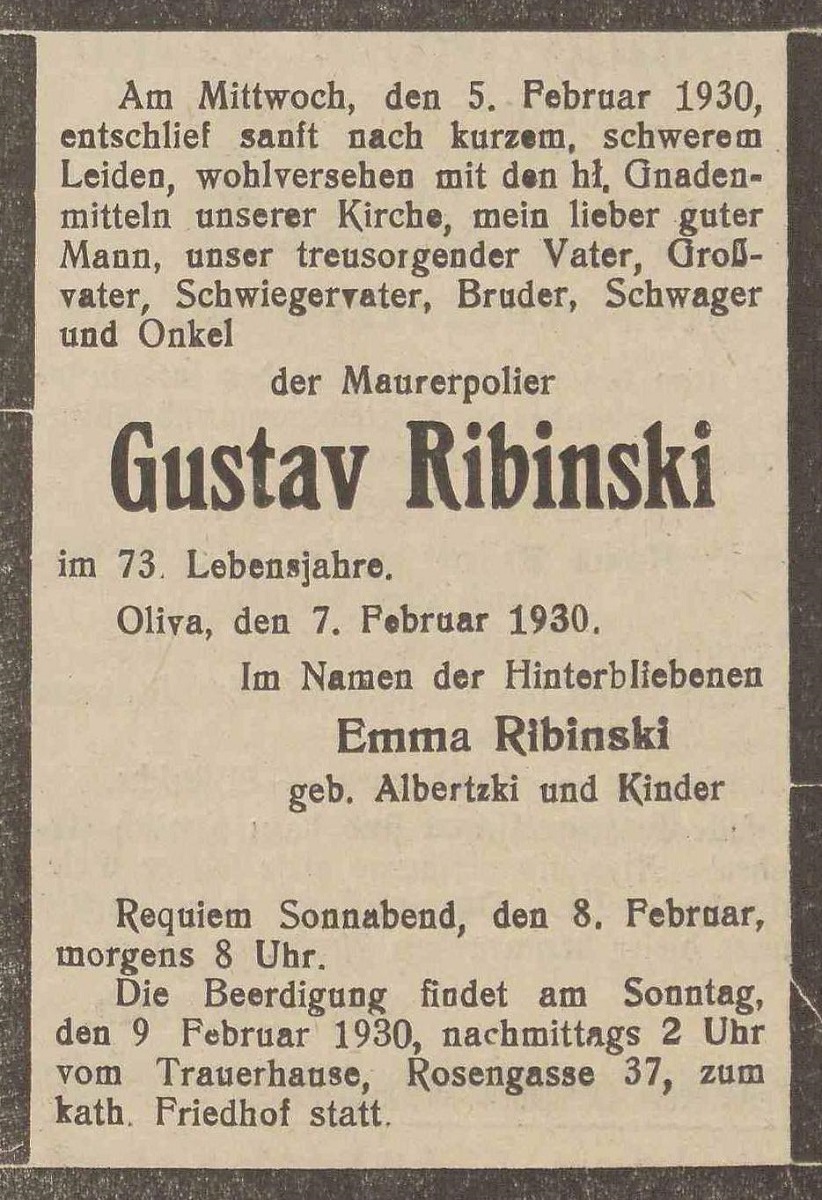 Am Mittwoch, den 5. Februar 1930,
entschlief sanft nach kurzem, schwerem
Leiden, wohlversehen mit den hl. Gnaden-
mitteln unserer Kirche, mein lieber guter
Mann, unser treusorgender Vater, Groß-
vater, Schwiegervater, Bruder, Schwager
und Onkel
der Maurerpolier
Gustav Ribinski
im 73. Lebensjahre.
Oliva, den 7. Februar 1930.
Im Namen der Hinterbliebenen
Emma Ribinski
geb. Albertzki und Kinder
Requiem Sonnabend, den 8. Februar,
morgens 8 Uhr.
Die Beerdigung findet am Sonntag,
den 9 Februar 1930, nachmittags 2 Uhr
vom Trauerhause, Rosengasse 37, zum
kath. Friedhof statt.